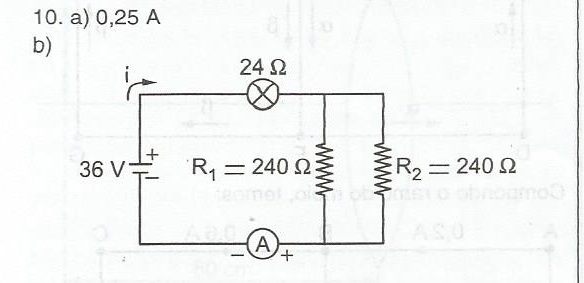 10. a) 0,25 A
b)
i
24 Ω
36 V
+
−
R₁ = 240 Ω
R₂ = 240 Ω
− A +